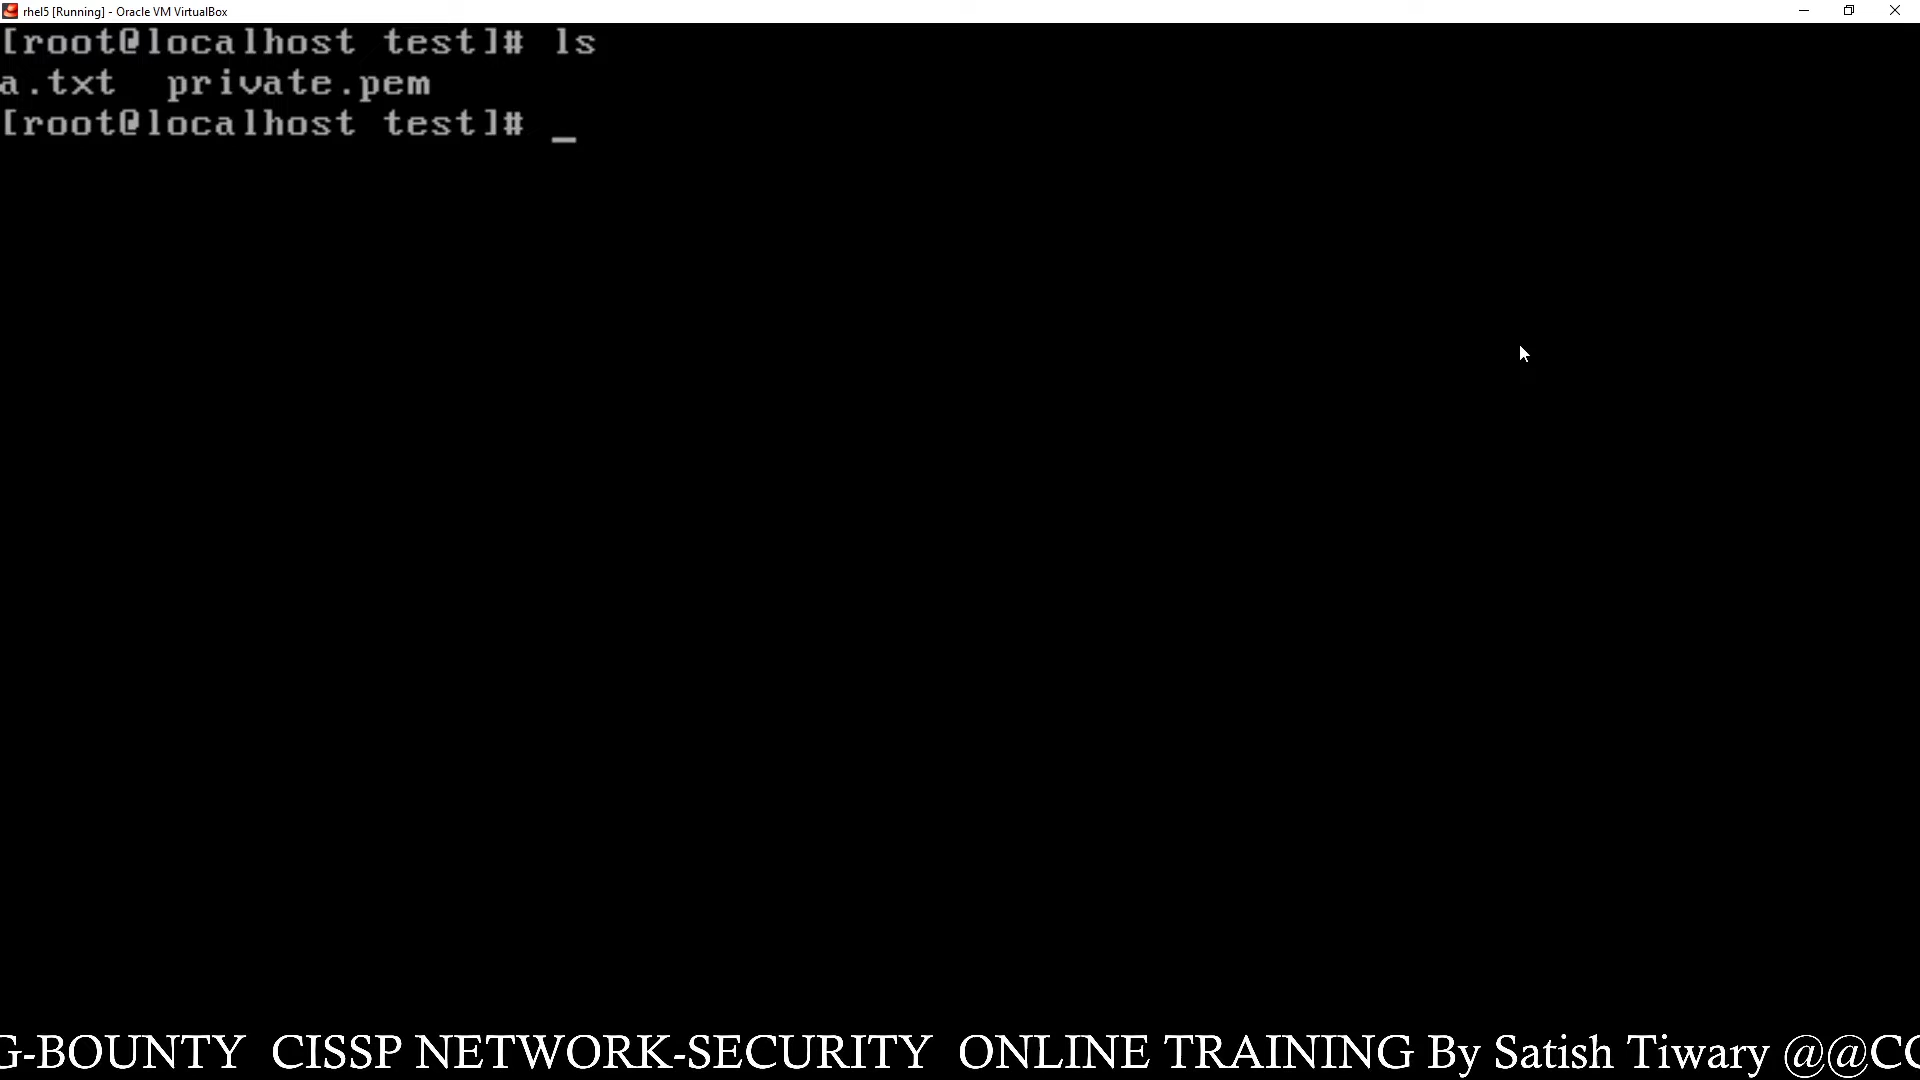 rhel5 [Running] - Oracle VM VirtualBox
[root@localhost test]# ls
a.txt  private.pem
[root@localhost test]# _
G-BOUNTY  CISSP NETWORK-SECURITY  ONLINE TRAINING By Satish Tiwary @@CC